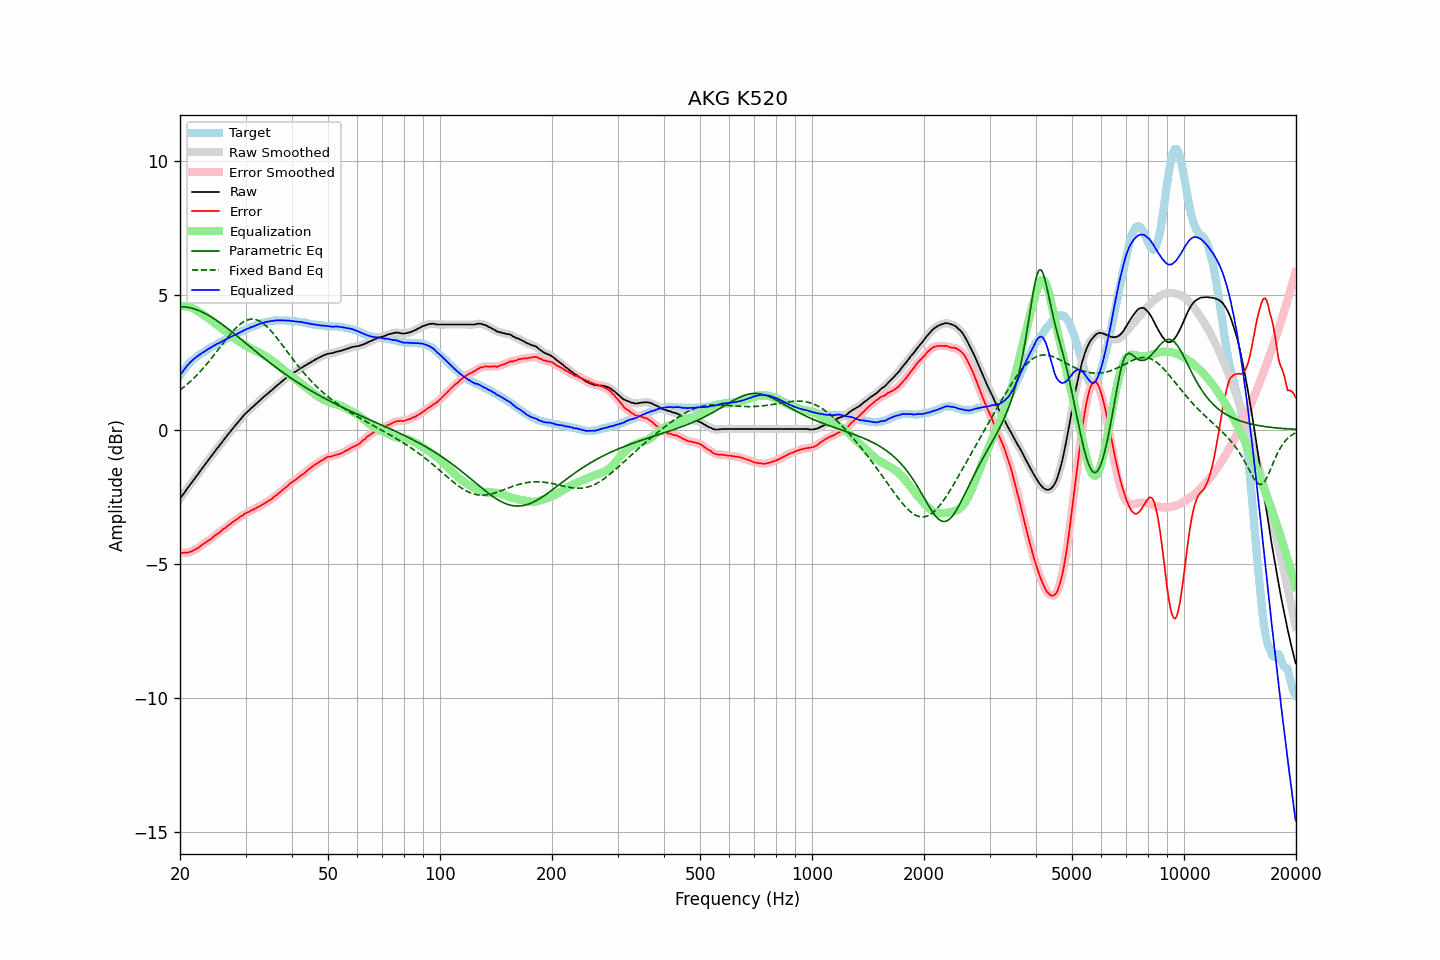 AKG K520
Target
Raw Smoothed
Error Smoothed
Raw
Error
Equalization
Parametric Eq
Fixed Band Eq
Equalized
10
5
0
−5
−10
−15
Amplitude (dBr)
20 50 100 200 500 1000 2000 5000 10000 20000
Frequency (Hz)